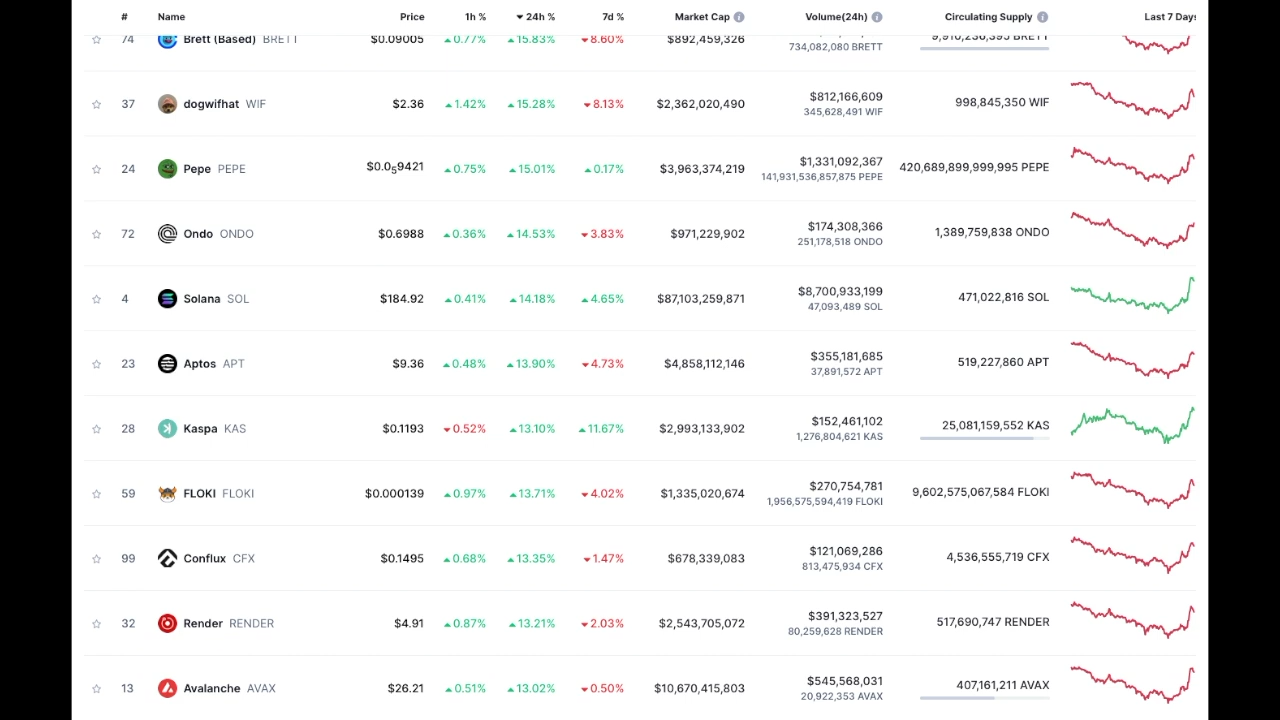 # Name Price 1h % 24h % 7d % Market Cap Volume(24h) Circulating Supply Last 7 Days
74 Brett (Based) BRETT $0.09005 0.77% 15.83% 8.60% $892,459,326 9,910,236,395 BRETT
734,082,080 BRETT
37 dogwifhat WIF $2.36 1.42% 15.28% 8.13% $2,362,020,490 $812,166,609 998,845,350 WIF
345,628,491 WIF
24 Pepe PEPE $0.0₅9421 0.75% 15.01% 0.17% $3,963,374,219 $1,331,092,367 420,689,899,999,995 PEPE
141,931,536,857,875 PEPE
72 Ondo ONDO $0.6988 0.36% 14.53% 3.83% $971,229,902 $174,308,366 1,389,759,838 ONDO
251,178,518 ONDO
4 Solana SOL $184.92 0.41% 14.18% 4.65% $87,103,259,871 $8,700,933,199 471,022,816 SOL
47,093,489 SOL
23 Aptos APT $9.36 0.48% 13.90% 4.73% $4,858,112,146 $355,181,685 519,227,860 APT
37,891,572 APT
28 Kaspa KAS $0.1193 0.52% 13.10% 11.67% $2,993,133,902 $152,461,102 25,081,159,552 KAS
1,276,804,621 KAS
59 FLOKI FLOKI $0.000139 0.97% 13.71% 4.02% $1,335,020,674 $270,754,781 9,602,575,067,584 FLOKI
1,956,575,594,419 FLOKI
99 Conflux CFX $0.1495 0.68% 13.35% 1.47% $678,339,083 $121,069,286 4,536,555,719 CFX
813,475,934 CFX
32 Render RENDER $4.91 0.87% 13.21% 2.03% $2,543,705,072 $391,323,527 517,690,747 RENDER
80,259,628 RENDER
13 Avalanche AVAX $26.21 0.51% 13.02% 0.50% $10,670,415,803 $545,568,031 407,161,211 AVAX
20,922,353 AVAX